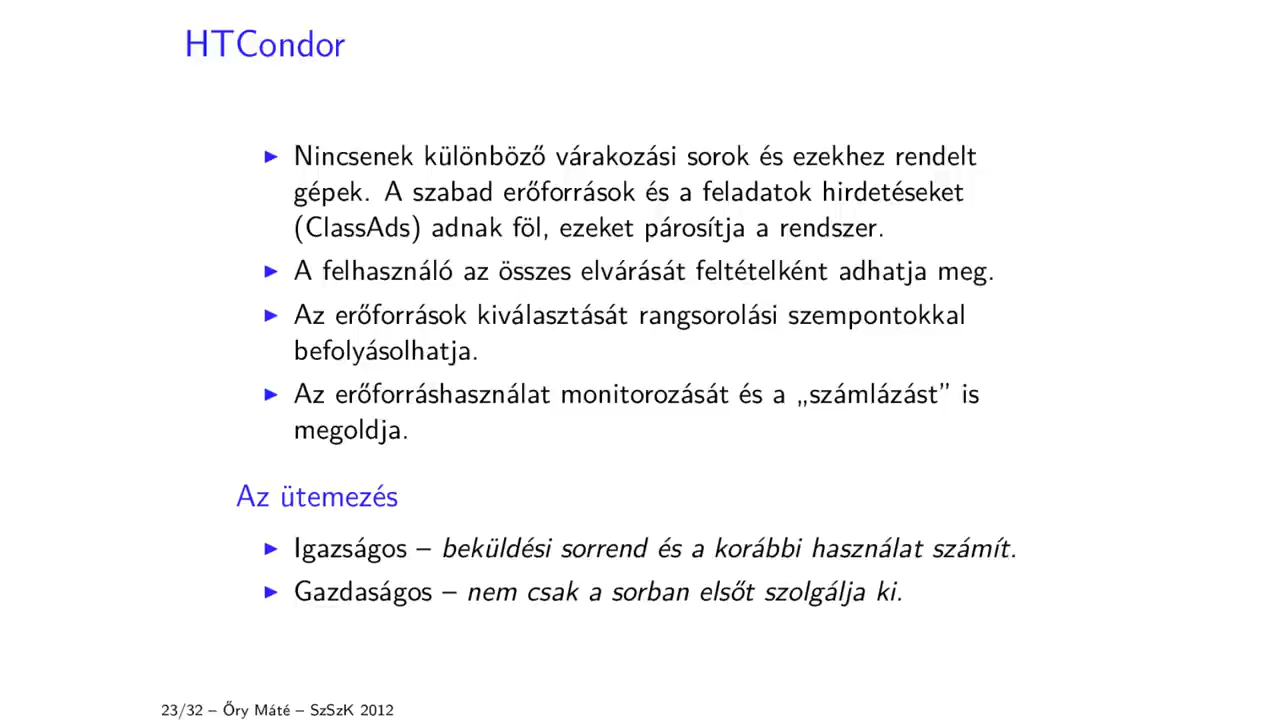 HTCondor
▶ Nincsenek különböző várakozási sorok és ezekhez rendelt
gépek. A szabad erőforrások és a feladatok hirdetéseket
(ClassAds) adnak föl, ezeket párosítja a rendszer.
▶ A felhasználó az összes elvárását feltételként adhatja meg.
▶ Az erőforrások kiválasztását rangsorolási szempontokkal
befolyásolhatja.
▶ Az erőforráshasználat monitorozását és a „számlázást” is
megoldja.
Az ütemezés
▶ Igazságos – beküldési sorrend és a korábbi használat számít.
▶ Gazdaságos – nem csak a sorban elsőt szolgálja ki.
23/32 – Őry Máté – SzSzK 2012